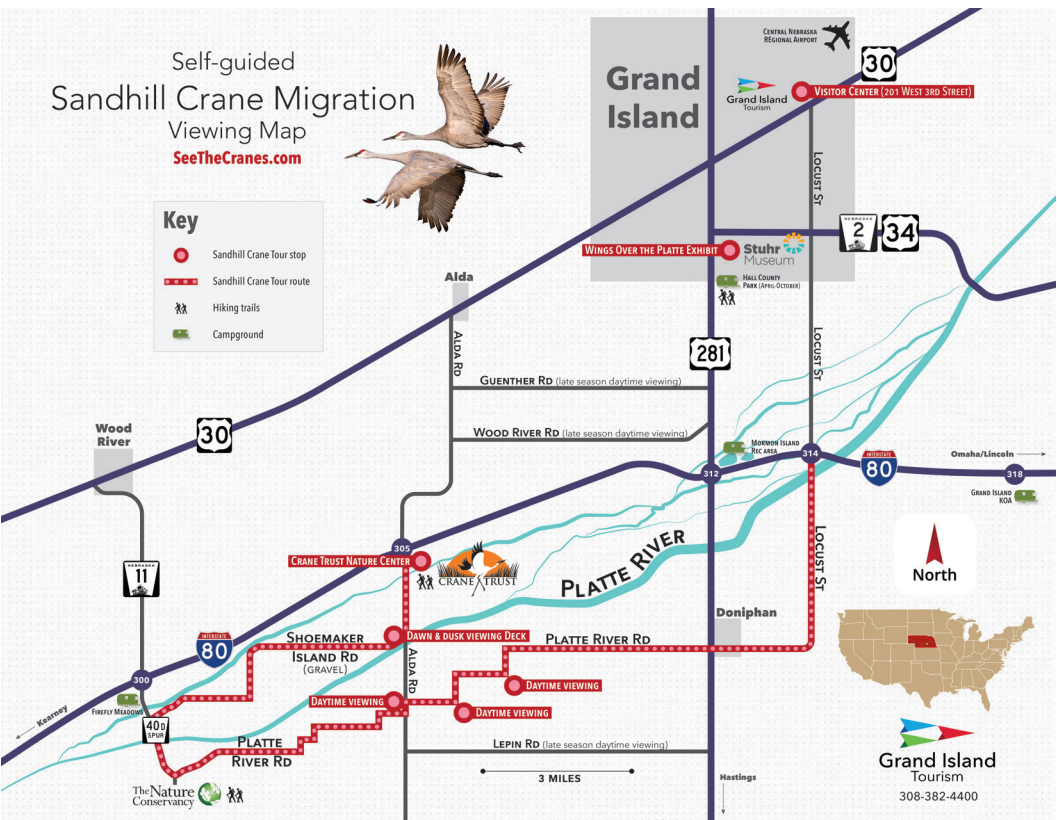 Self-guided
Sandhill Crane Migration
Viewing Map
SeeTheCranes.com
Key
Sandhill Crane Tour stop
Sandhill Crane Tour route
Hiking trails
Campground
CENTRAL NEBRASKA
REGIONAL AIRPORT
30
Grand
Island
Grand Island
Tourism
VISITOR CENTER (201 WEST 3RD STREET)
LOCUST ST
NEBRASKA
2
34
WINGS OVER THE PLATTE EXHIBIT
Stuhr
Museum
HALL COUNTY
PARK (APRIL-OCTOBER)
Alda
ALDA RD
281
LOCUST ST
GUENTHER RD (late season daytime viewing)
WOOD RIVER RD (late season daytime viewing)
Wood
River
30
MORMON ISLAND
REC AREA
314
312
INTERSTATE
80
Omaha/Lincoln
318
GRAND ISLAND
KOA
305
CRANE TRUST NATURE CENTER
CRANE TRUST
PLATTE RIVER
LOCUST ST
North
NEBRASKA
11
Doniphan
INTERSTATE
80
SHOEMAKER
ISLAND RD
(GRAVEL)
DAWN & DUSK VIEWING DECK
PLATTE RIVER RD
ALDA RD
300
FIREFLY MEADOWS
Kearney
DAYTIME VIEWING
DAYTIME VIEWING
DAYTIME VIEWING
40D
SPUR
PLATTE
RIVER RD
LEPIN RD (late season daytime viewing)
3 MILES
The Nature
Conservancy
Hastings
Grand Island
Tourism
308-382-4400